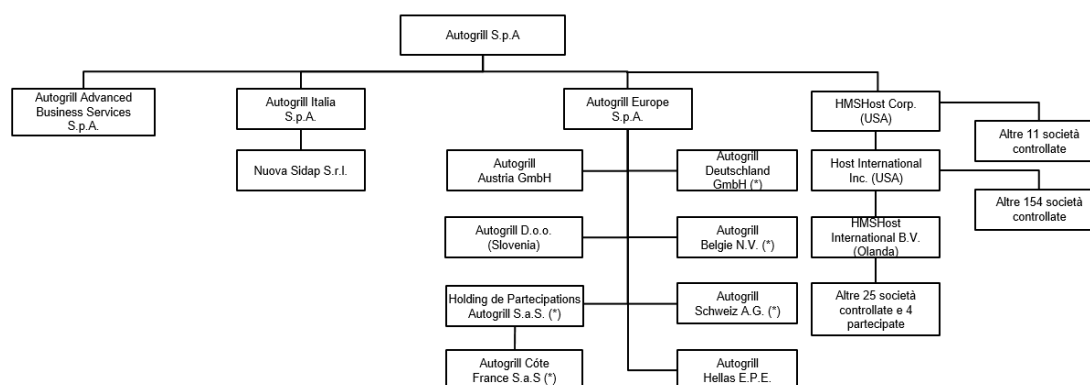 Autogrill S.p.A
Autogrill Advanced
Business Services
S.p.A.
Autogrill Italia
S.p.A.
Autogrill Europe
S.p.A.
HMSHost Corp.
(USA)
Altre 11 società
controllate
Nuova Sidap S.r.l.
Autogrill
Austria GmbH
Autogrill
Deutschland
GmbH (*)
Host International
Inc. (USA)
Altre 154 società
controllate
Autogrill D.o.o.
(Slovenia)
Autogrill
Belgie N.V. (*)
HMSHost
International B.V.
(Olanda)
Holding de Partecipations
Autogrill S.a.S. (*)
Autogrill
Schweiz A.G. (*)
Altre 25 società
controllate e 4
partecipate
Autogrill Cóte
France S.a.S (*)
Autogrill
Hellas E.P.E.